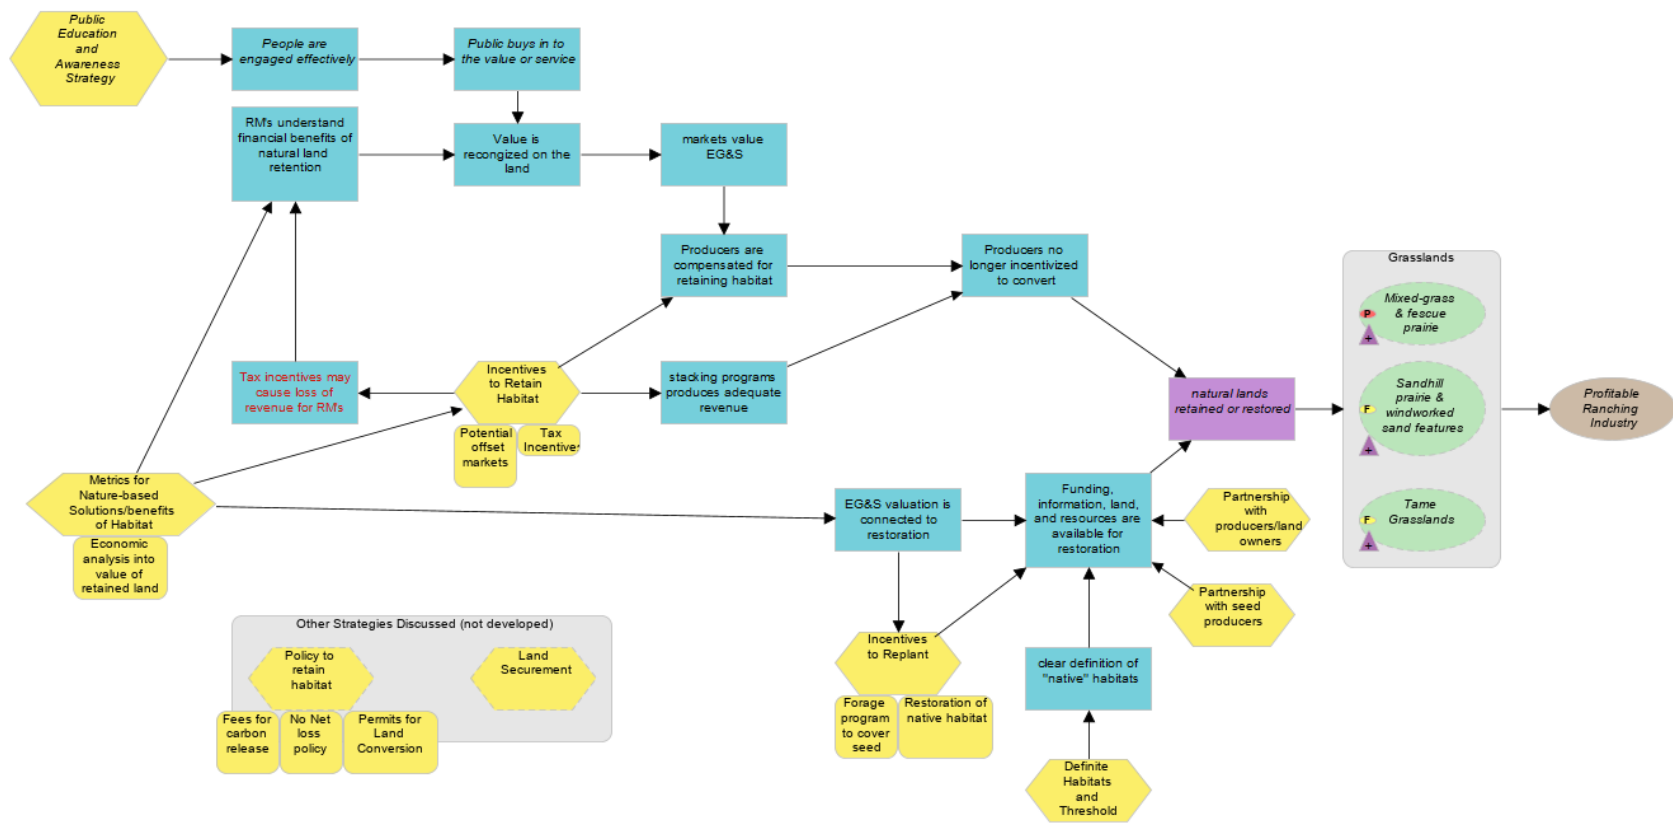 Public
Education
and
Awareness
Strategy
People are
engaged effectively
Public buys in to
the value or service
RM's understand
financial benefits of
natural land
retention
Value is
recongized on the
land
markets value
EG&S
Producers are
compensated for
retaining habitat
Producers no
longer incentivized
to convert
Tax incentives may
cause loss of
revenue for RM's
Incentives
to Retain
Habitat
Potential
offset
markets
Tax
Incentives
stacking programs
produces adequate
revenue
natural lands
retained or restored
Grasslands
Mixed-grass
& fescue
prairie
P
+
Sandhill
prairie &
windworked
sand features
F
+
Tame
Grasslands
F
+
Profitable
Ranching
Industry
Metrics for
Nature-based
Solutions/benefits
of Habitat
Economic
analysis into
value of
retained land
EG&S valuation is
connected to
restoration
Funding,
information, land,
and resources are
available for
restoration
Partnership
with
producers/land
owners
Partnership
with seed
producers
Incentives
to Replant
Forage
program
to cover
seed
Restoration of
native habitat
clear definition of
"native" habitats
Definite
Habitats
and
Threshold
Other Strategies Discussed (not developed)
Policy to
retain
habitat
Land
Securement
Fees for
carbon
release
No Net
loss
policy
Permits for
Land
Conversion